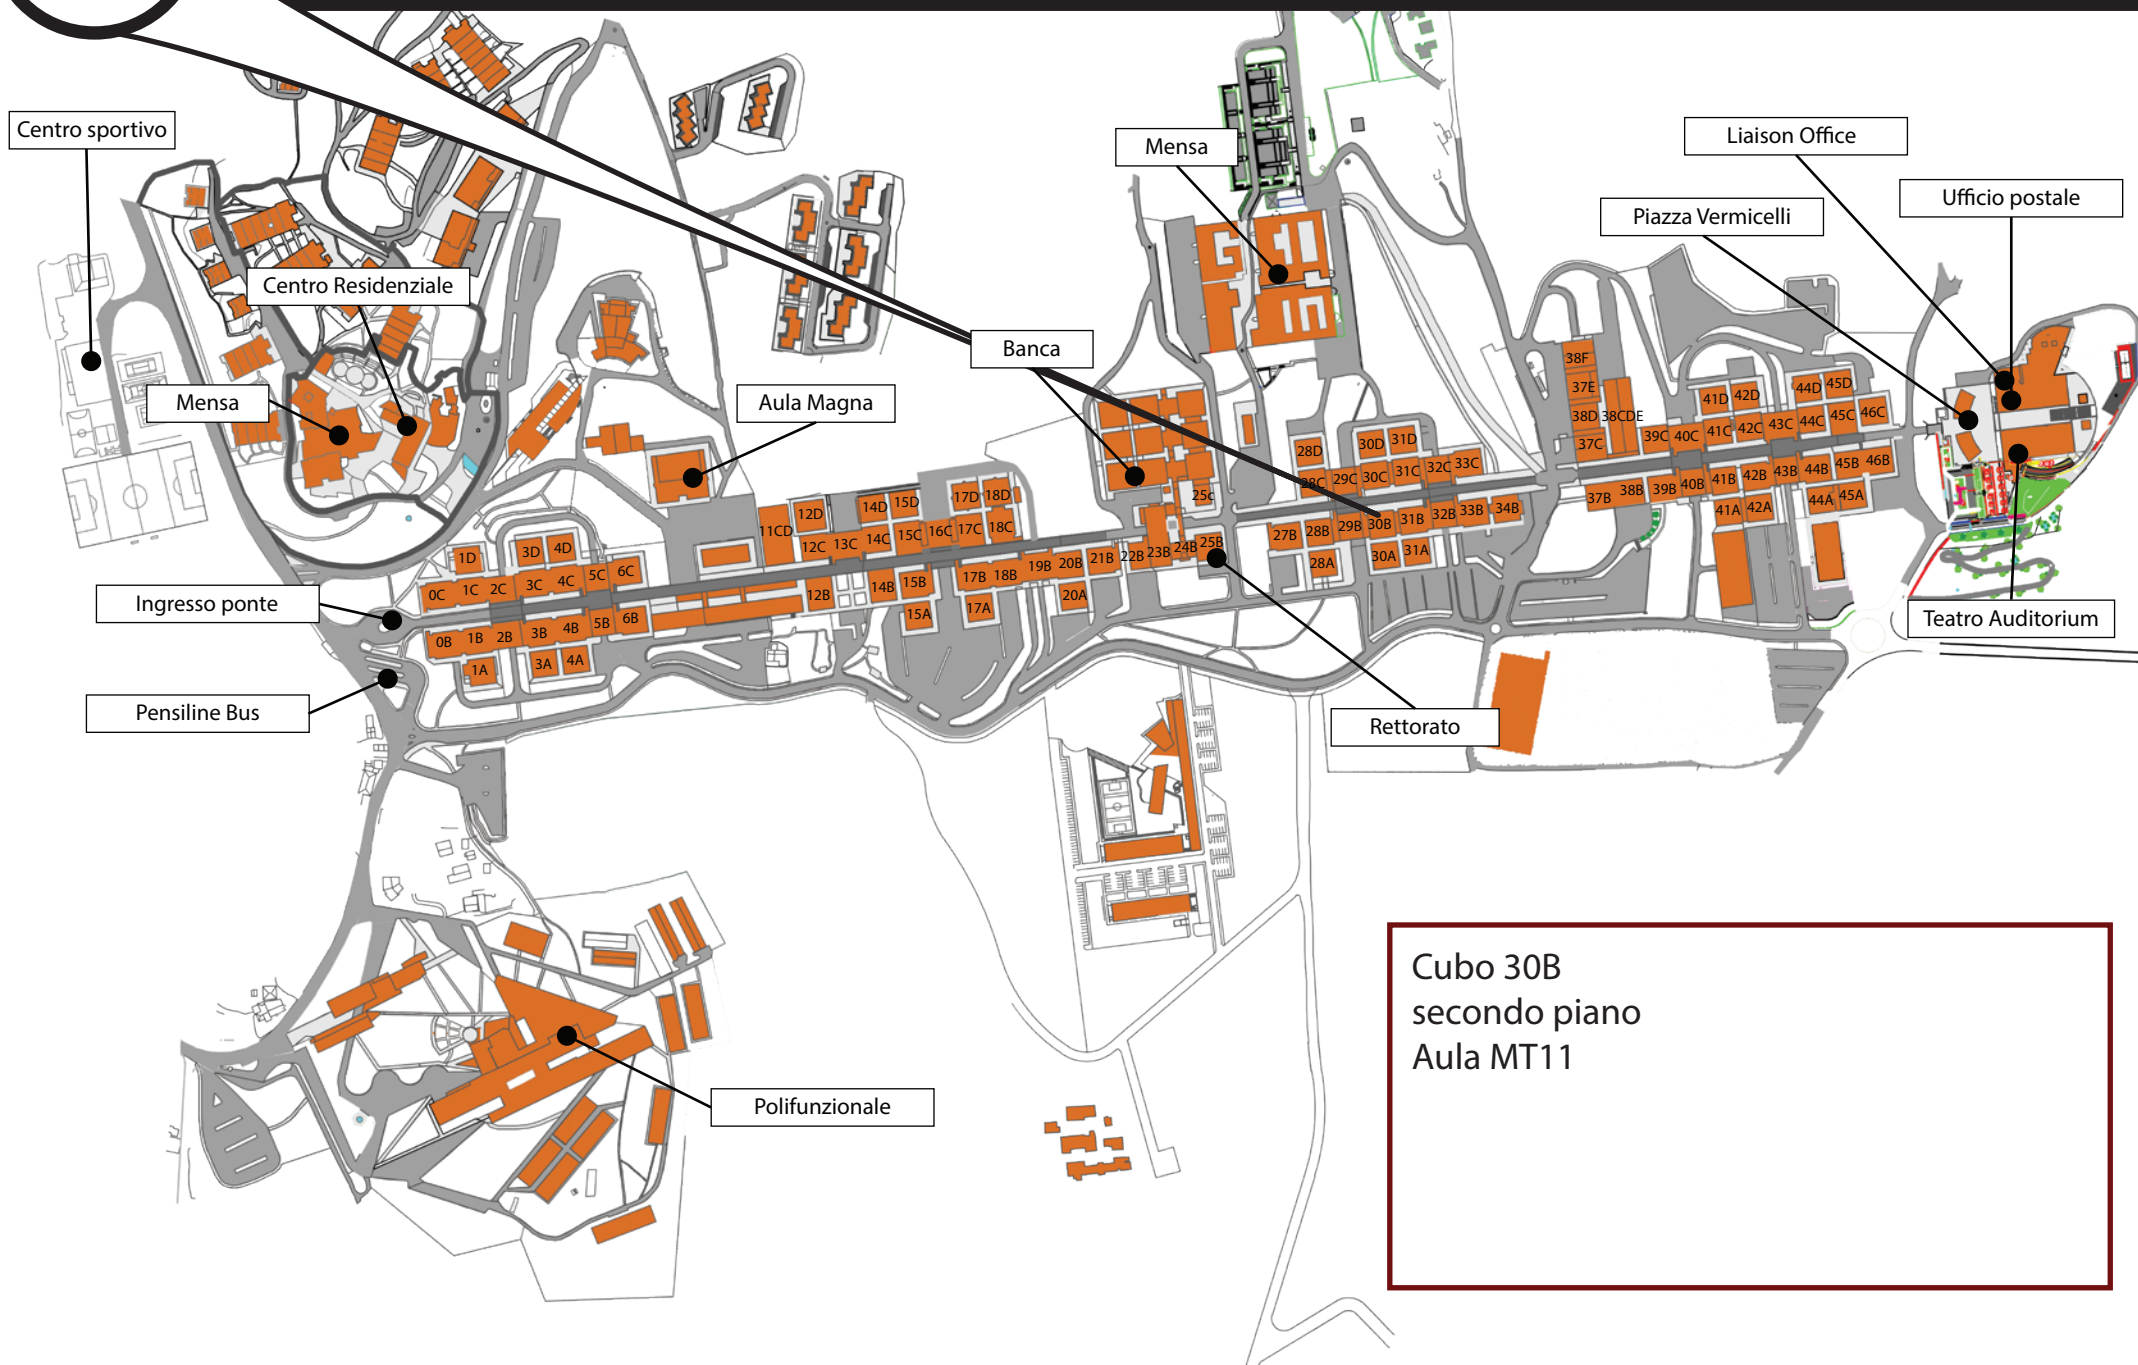 Centro sportivo
Mensa
Liaison Office
Ufficio postale
Piazza Vermicelli
Centro Residenziale
Banca
Mensa
Aula Magna
Ingresso ponte
Pensiline Bus
Rettorato
Teatro Auditorium
Polifunzionale
38F
37E
38D 38CDE
37C
39C 40C 41C 42C 43C 44C 45C 46C
41D 42D 44D 45D
37B 38B 39B 40B 41B 42B 43B 44B 45B 46B
41A 42A 44A 45A
28D 30D 31D
28C 29C 30C 31C 32C 33C
27B 28B 29B 30B 31B 32B 33B 34B
28A 30A 31A
25c
11CD 12D 14D 15D 17D 18D
12C 13C 14C 15C 16C 17C 18C
12B 14B 15B 17B 18B 19B 20B 21B 22B 23B 24B 25B
15A 17A 20A
1D 3D 4D
0C 1C 2C 3C 4C 5C 6C
0B 1B 2B 3B 4B 5B 6B
1A 3A 4A
Cubo 30B
secondo piano
Aula MT11